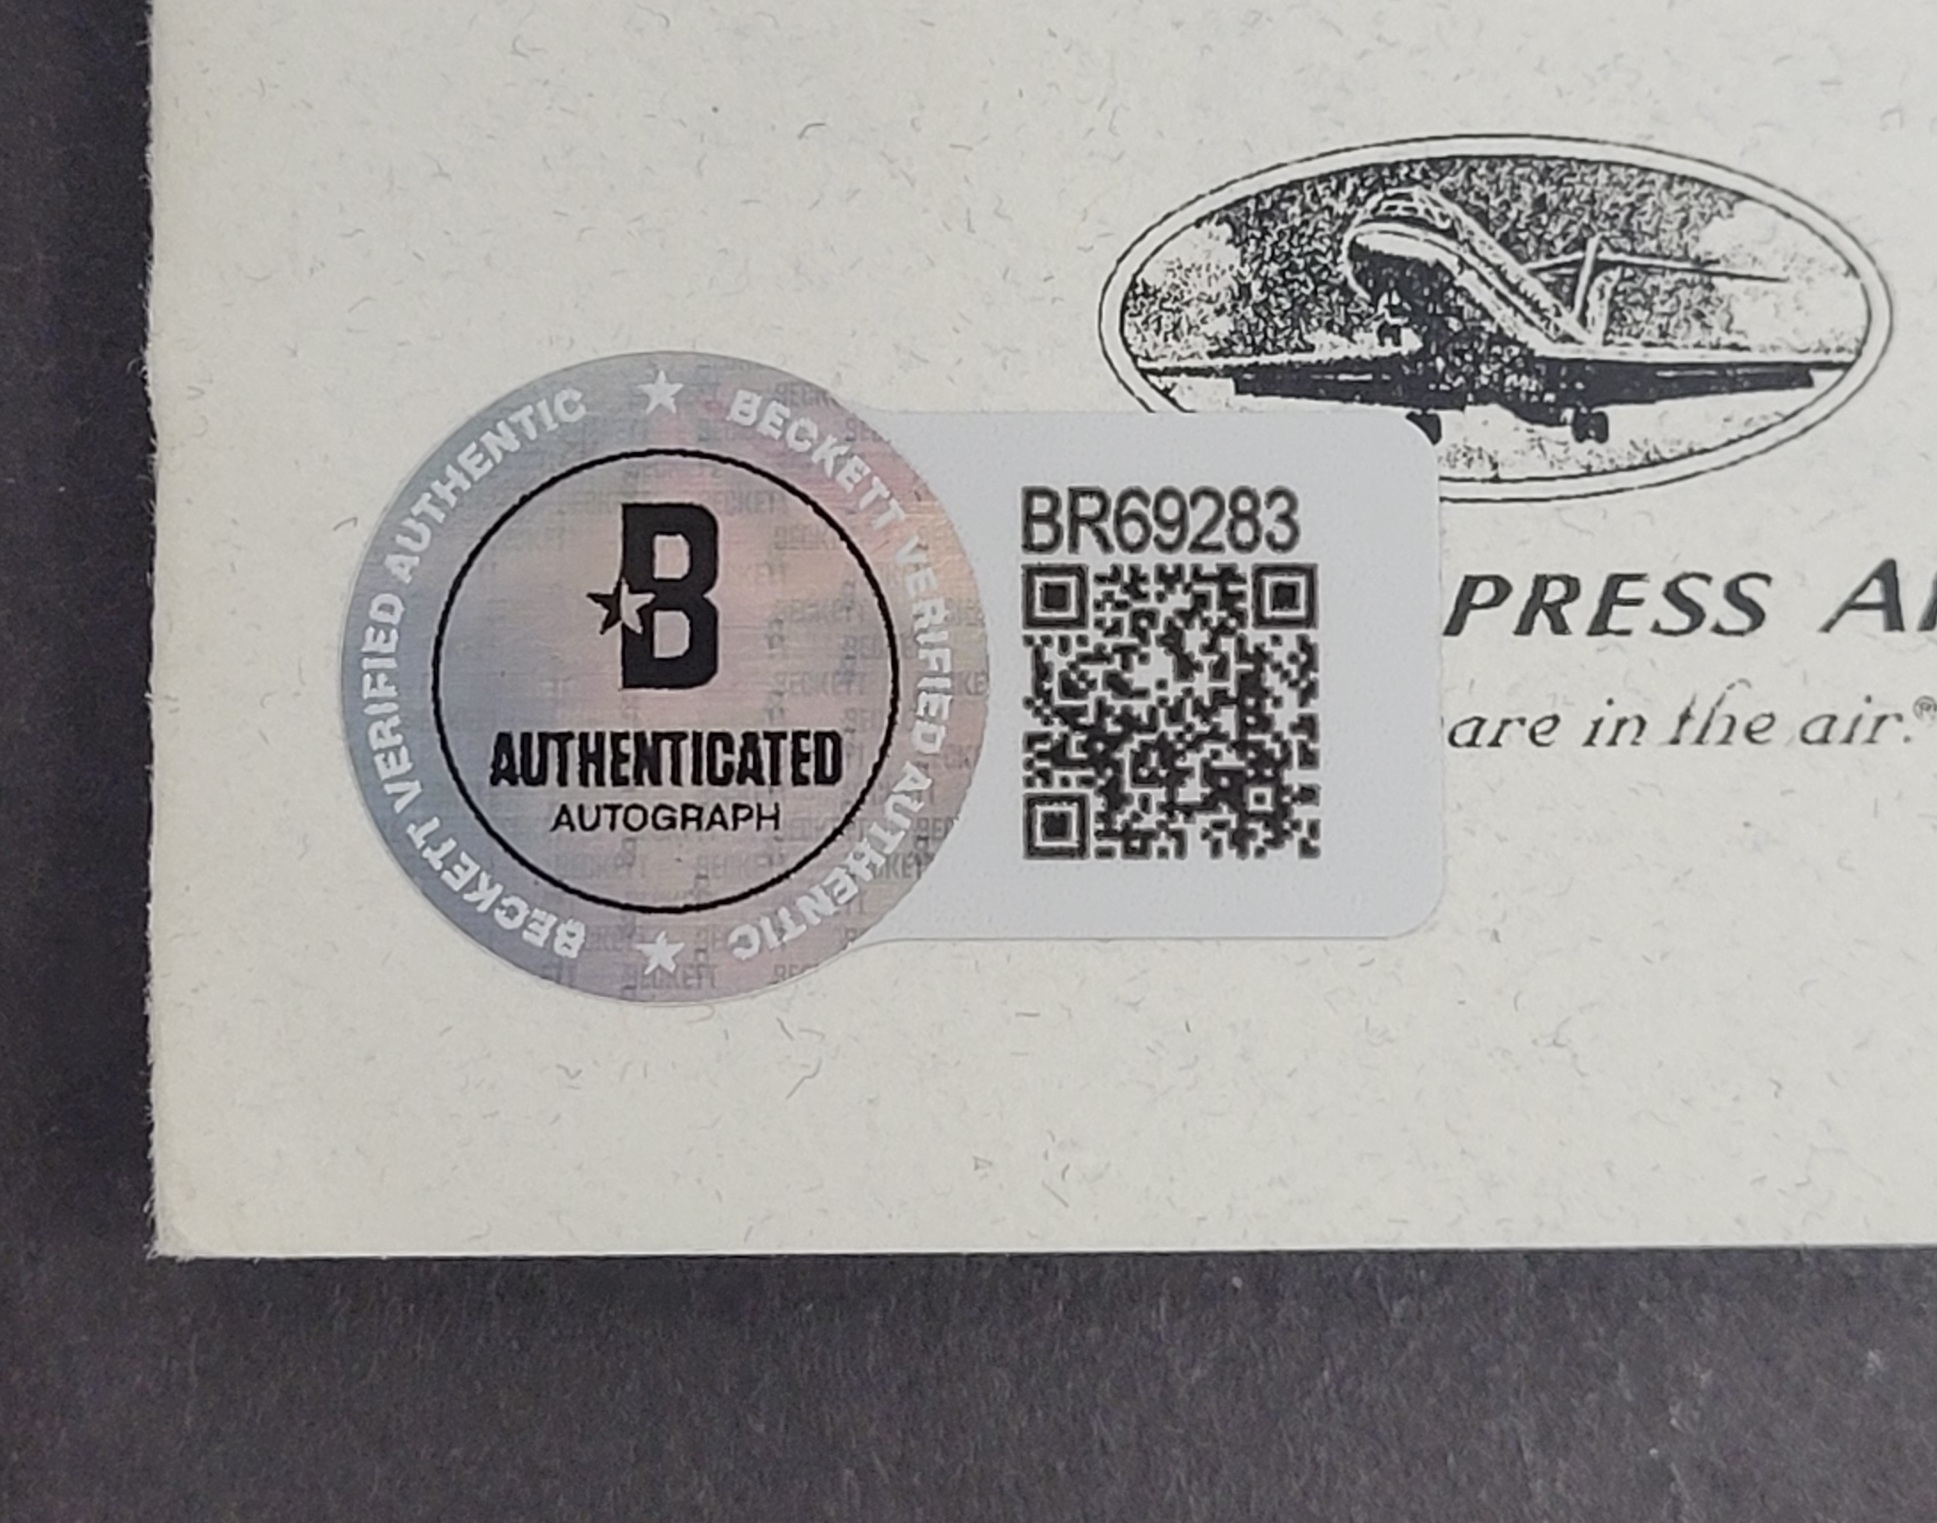 BECKETT VERIFIED AUTHENTIC ★ BECKETT VERIFIED AUTHENTIC ★
B
AUTHENTICATED
AUTOGRAPH
BR69283
PRESS
are in the air.®